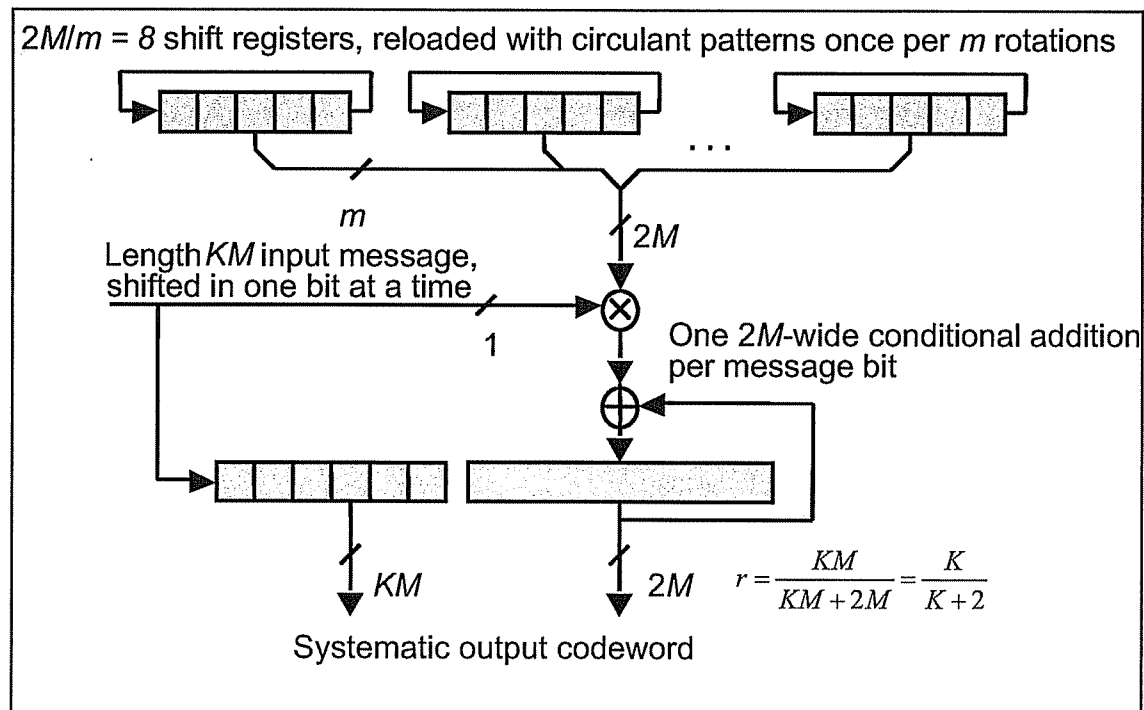 2M/m = 8 shift registers, reloaded with circulant patterns once per m rotations
. . .
m
2M
Length KM input message,
shifted in one bit at a time
1
One 2M-wide conditional addition
per message bit
KM
2M
r = KM / (KM + 2M) = K / (K + 2)
Systematic output codeword